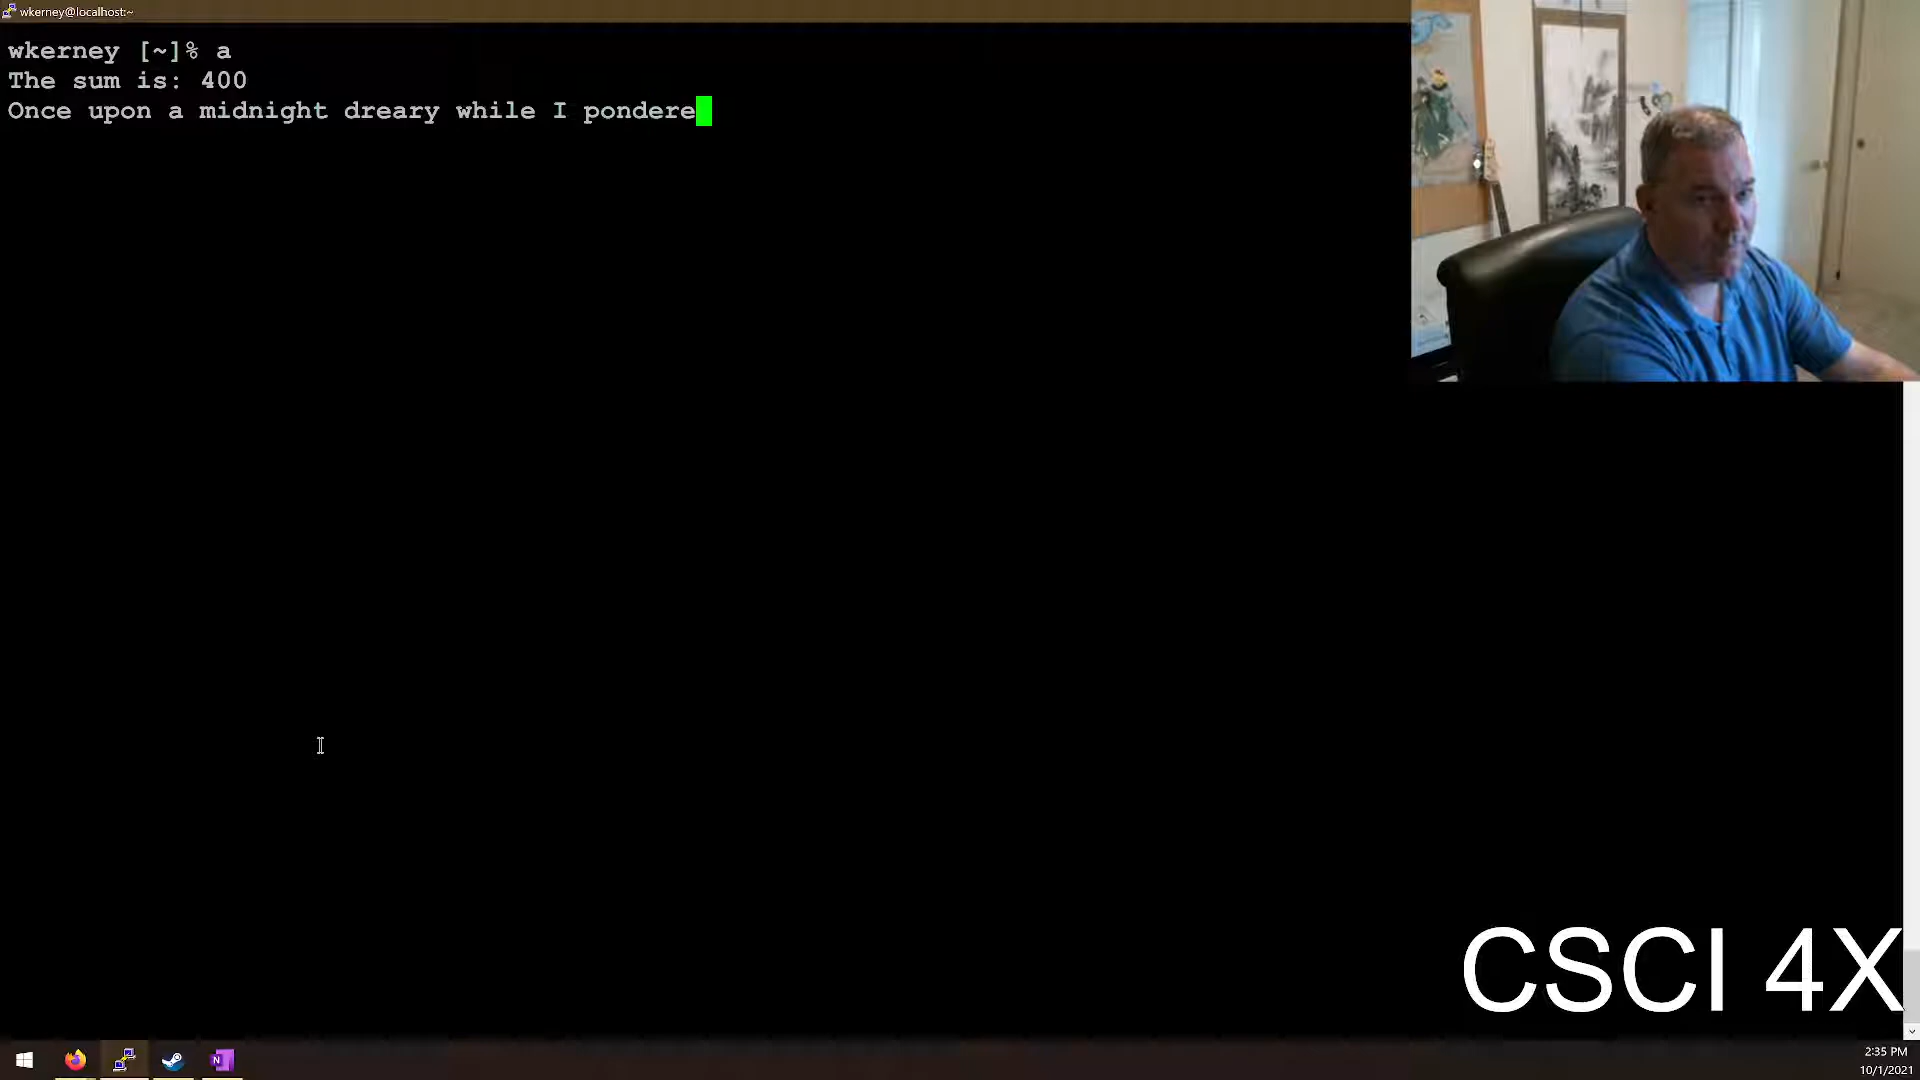 wkerney@localhost:~
wkerney [~]% a
The sum is: 400
Once upon a midnight dreary while I pondere
CSCI 4X
N
2:35 PM
10/1/2021